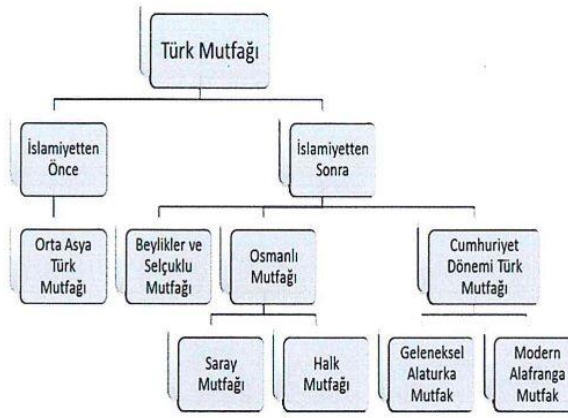 Türk Mutfağı
İslamiyetten
Önce
İslamiyetten
Sonra
Orta Asya
Türk
Mutfağı
Beylikler ve
Selçuklu
Mutfağı
Osmanlı
Mutfağı
Cumhuriyet
Dönemi Türk
Mutfağı
Saray
Mutfağı
Halk
Mutfağı
Geleneksel
Alaturka
Mutfak
Modern
Alafranga
Mutfak